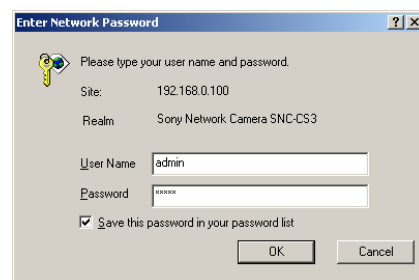 Enter Network Password
Please type your user name and password.
Site: 192.168.0.100
Realm Sony Network Camera SNC-CS3
User Name admin
Password xxxxx
Save this password in your password list
OK Cancel